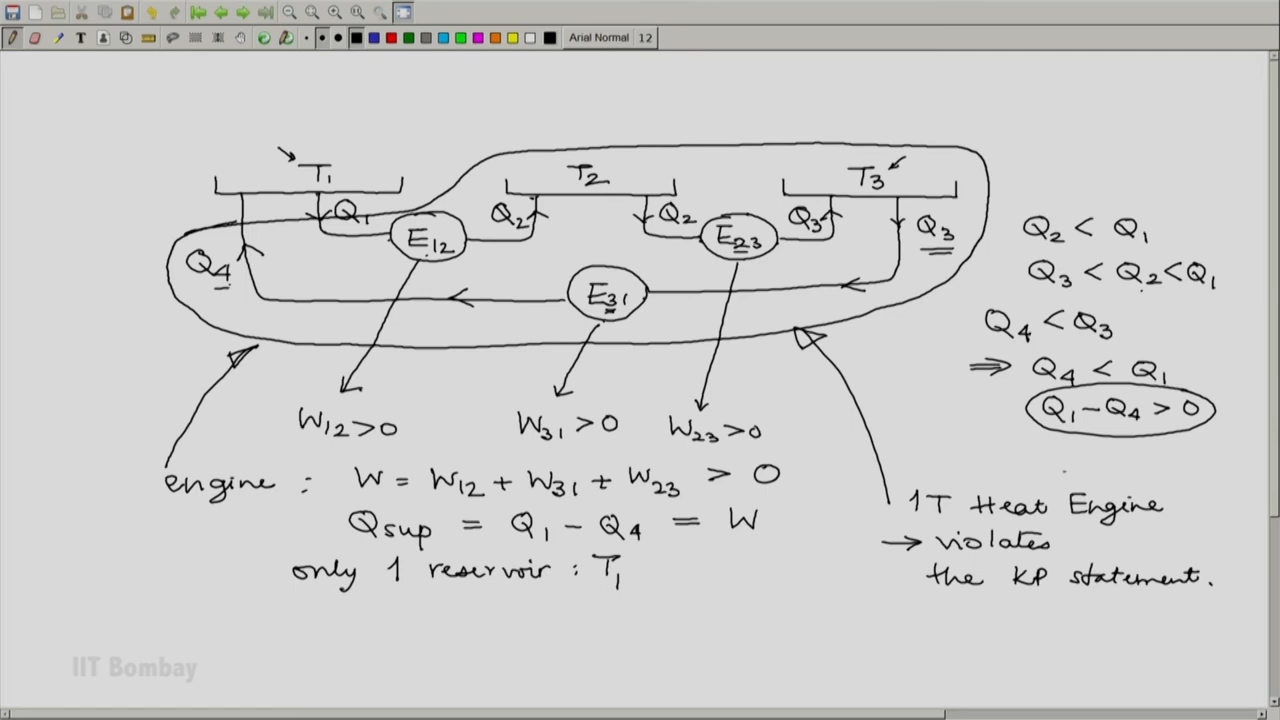 Arial Normal 12
T₁ T₂ T₃
Q₁ Q₂ Q₂ Q₃ Q₃
E₁₂ E₂₃
Q₄ E₃₁
Q₂ < Q₁
Q₃ < Q₂ < Q₁
Q₄ < Q₃
⇒ Q₄ < Q₁
Q₁ – Q₄ > 0
W₁₂ > 0 W₃₁ > 0 W₂₃ > 0
engine : W = W₁₂ + W₃₁ + W₂₃ > 0
Qsup = Q₁ – Q₄ = W
only 1 reservoir : T₁
1T Heat Engine
→ violates
the KP statement.
IIT Bombay